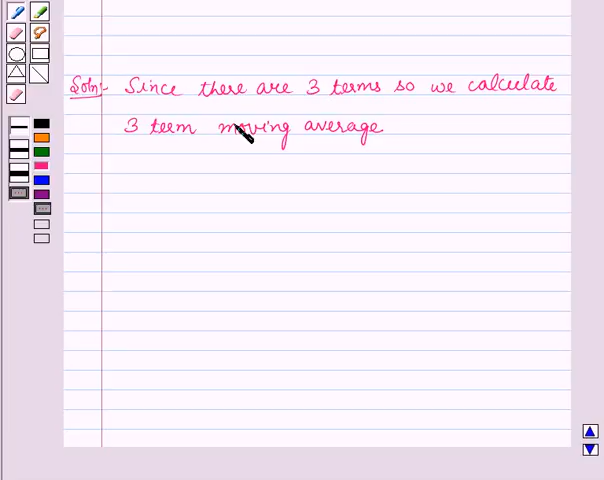 Soln:- Since there are 3 terms so we calculate
3 term moving average